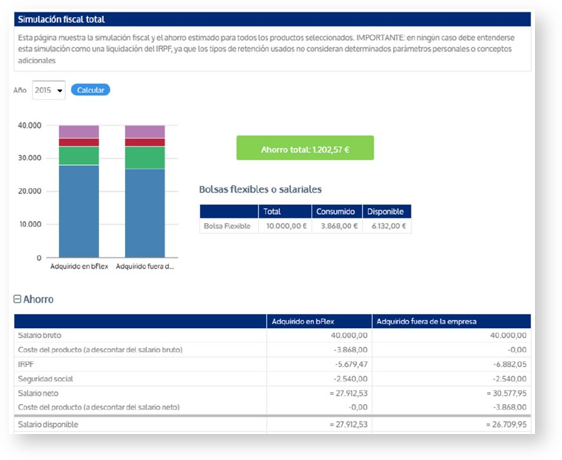 Simulación fiscal total
Esta página muestra la simulación fiscal y el ahorro estimado para todos los productos seleccionados. IMPORTANTE: en ningún caso debe entenderse
esta simulación como una liquidación del IRPF, ya que los tipos de retención usados no consideran determinados parámetros personales o conceptos
adicionales
Año 2015 Calcular
40.000
30.000
20.000
10.000
0
Adquirido en bFlex Adquirido fuera d...
Ahorro total: 1.202,57 €
Bolsas flexibles o salariales
Total Consumido Disponible
Bolsa Flexible 10.000,00 € 3.868,00 € 6.132,00 €
Ahorro
Adquirido en bFlex Adquirido fuera de la empresa
Salario bruto 40.000,00 40.000,00
Coste del producto (a descontar del salario bruto) -3.868,00 -0,00
IRPF -5.679,47 -6.882,05
Seguridad social -2.540,00 -2.540,00
Salario neto = 27.912,53 = 30.577,95
Coste del producto (a descontar del salario neto) -0,00 -3.868,00
Salario disponible = 27.912,53 = 26.709,95